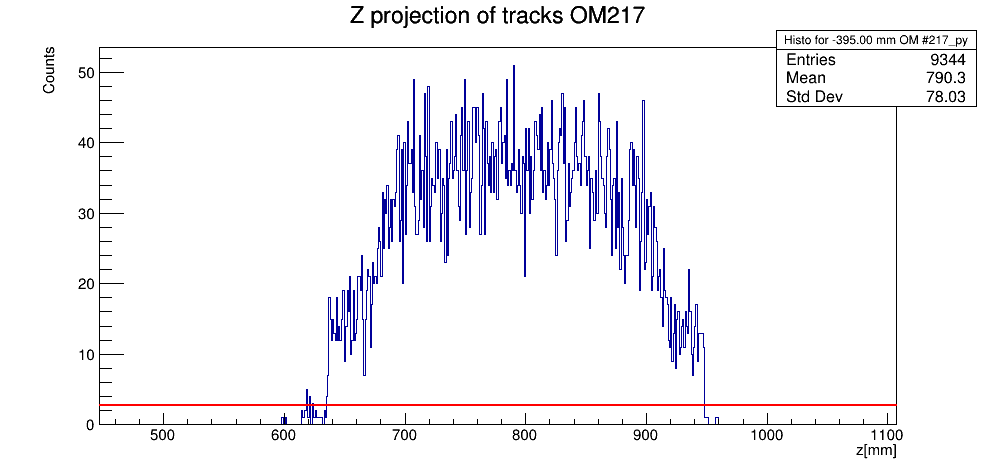 Z projection of tracks OM217
Histo for -395.00 mm OM #217_py
Entries 9344
Mean 790.3
Std Dev 78.03
Counts
50
40
30
20
10
0
500 600 700 800 900 1000 1100
z[mm]